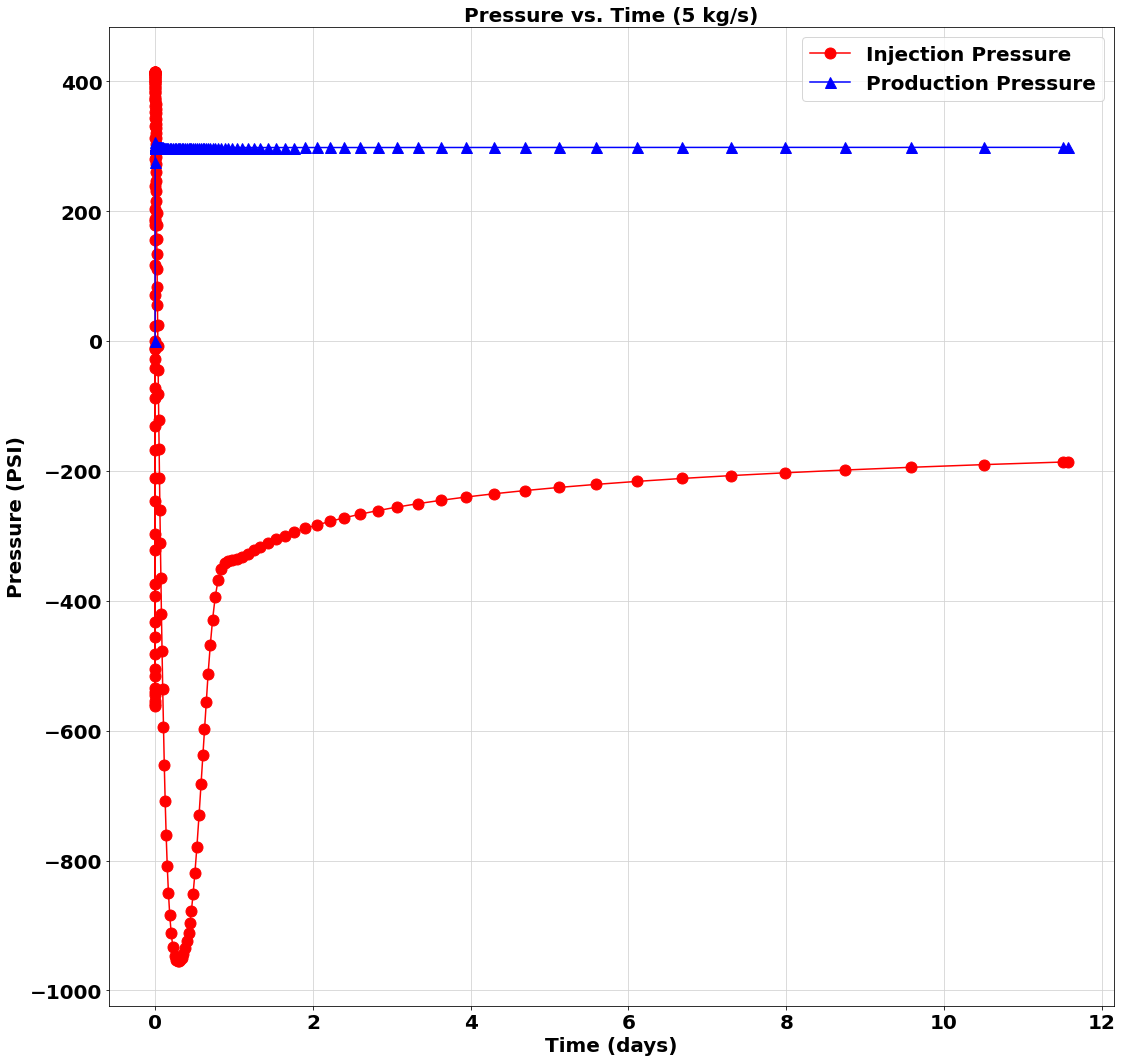 Pressure vs. Time (5 kg/s)
Injection Pressure
Production Pressure
Pressure (PSI)
400
200
0
−200
−400
−600
−800
−1000
0 2 4 6 8 10 12
Time (days)